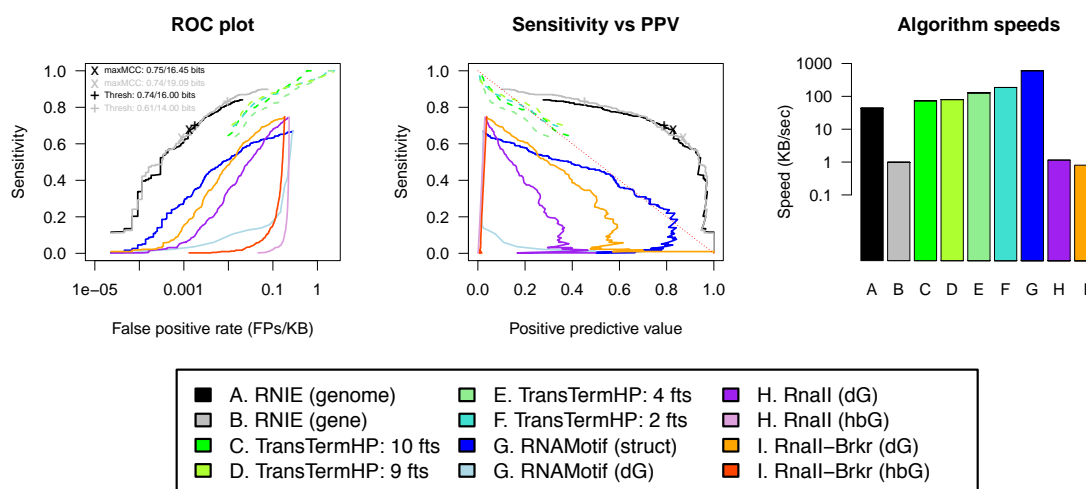 ROC plot
Sensitivity vs PPV
Algorithm speeds
x maxMCC: 0.75/16.45 bits
x maxMCC: 0.74/19.09 bits
+ Thresh: 0.74/16.00 bits
+ Thresh: 0.61/14.00 bits
Sensitivity
1.0
0.8
0.6
0.4
0.2
0.0
1e-05
0.001
0.1
1
False positive rate (FPs/KB)
Sensitivity
1.0
0.8
0.6
0.4
0.2
0.0
0.0
0.2
0.4
0.6
0.8
1.0
Positive predictive value
Speed (KB/sec)
1000
100
10
1
0.1
A
B
C
D
E
F
G
H
A. RNIE (genome)
B. RNIE (gene)
C. TransTermHP: 10 fts
D. TransTermHP: 9 fts
E. TransTermHP: 4 fts
F. TransTermHP: 2 fts
G. RNAMotif (struct)
G. RNAMotif (dG)
H. RnaII (dG)
H. RnaII (hbG)
I. RnaII-Brkr (dG)
I. RnaII-Brkr (hbG)